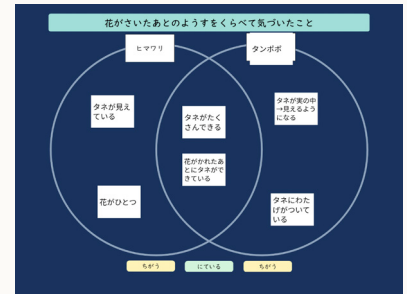 花がさいたあとのようすをくらべて気づいたこと
ヒマワリ
タンポポ
タネが見え
ている
タネがたく
さんできる
タネが実の中
→見えるよう
になる
花がかれたあ
とにタネがで
きている
花がひとつ
タネにわた
げがついて
いる
ちがう
にている
ちがう